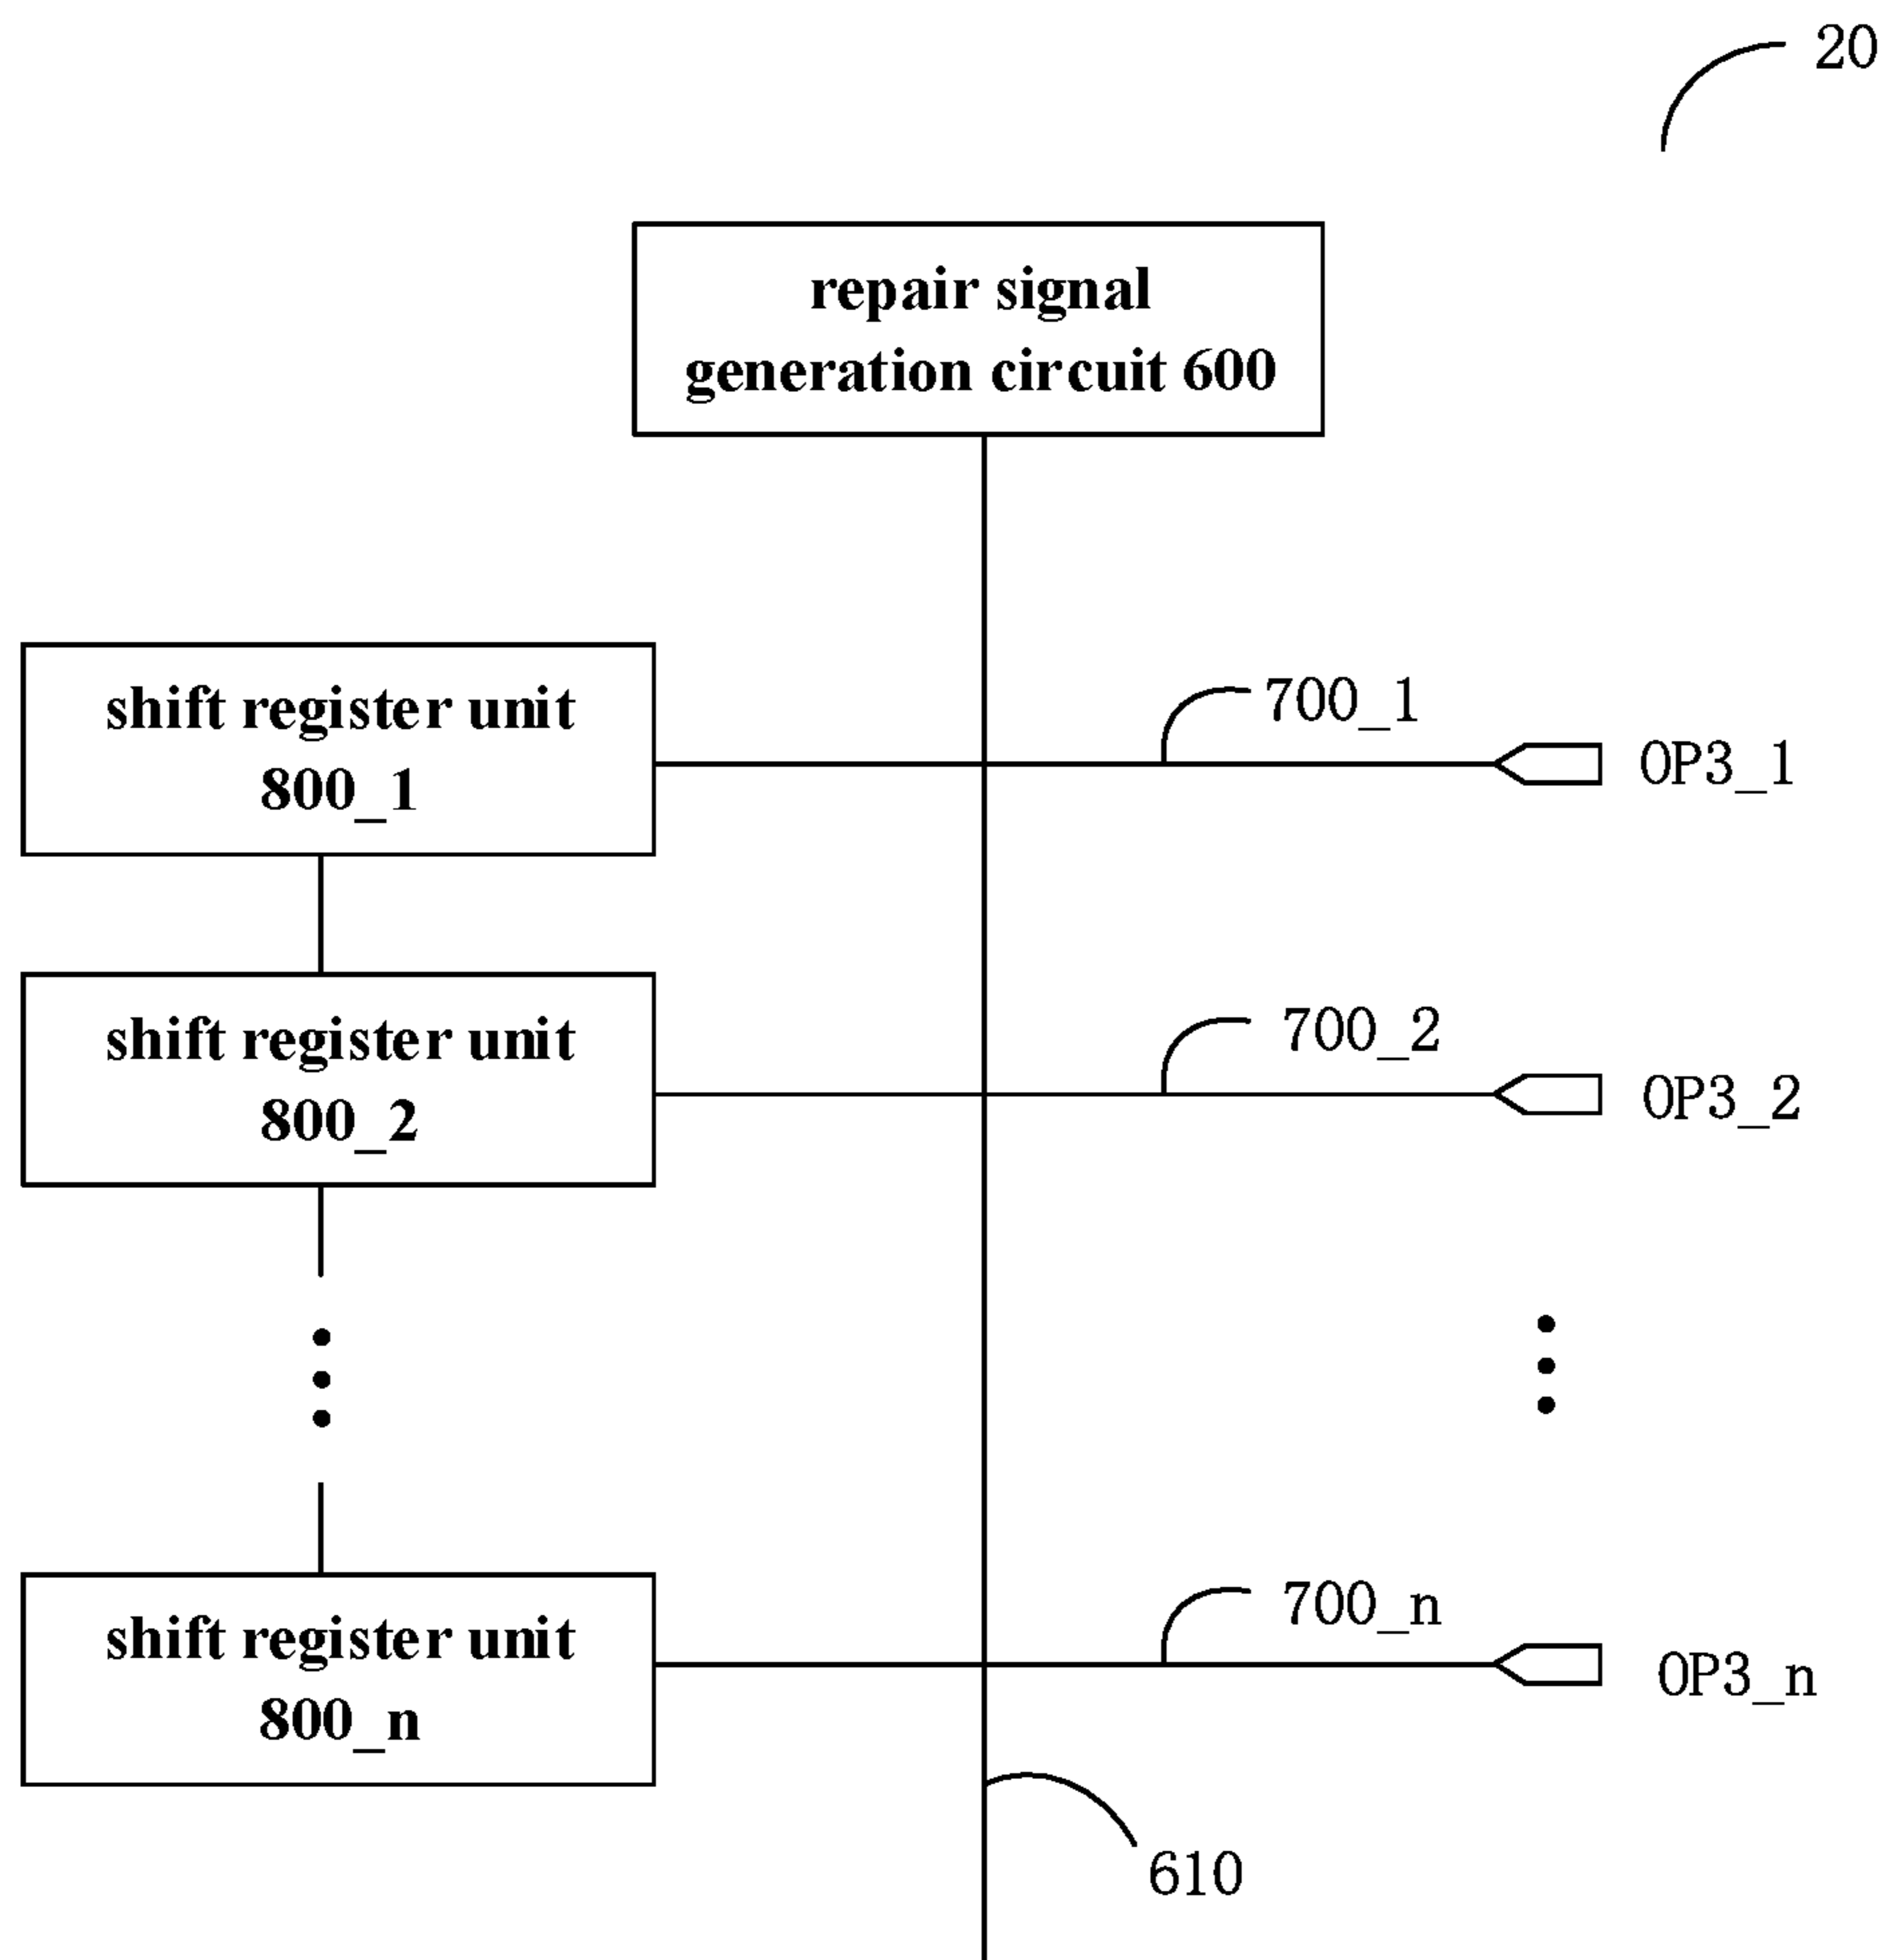 20
repair signal
generation circuit 600
shift register unit
800_1
700_1
OP3_1
shift register unit
800_2
700_2
OP3_2
shift register unit
800_n
700_n
OP3_n
610